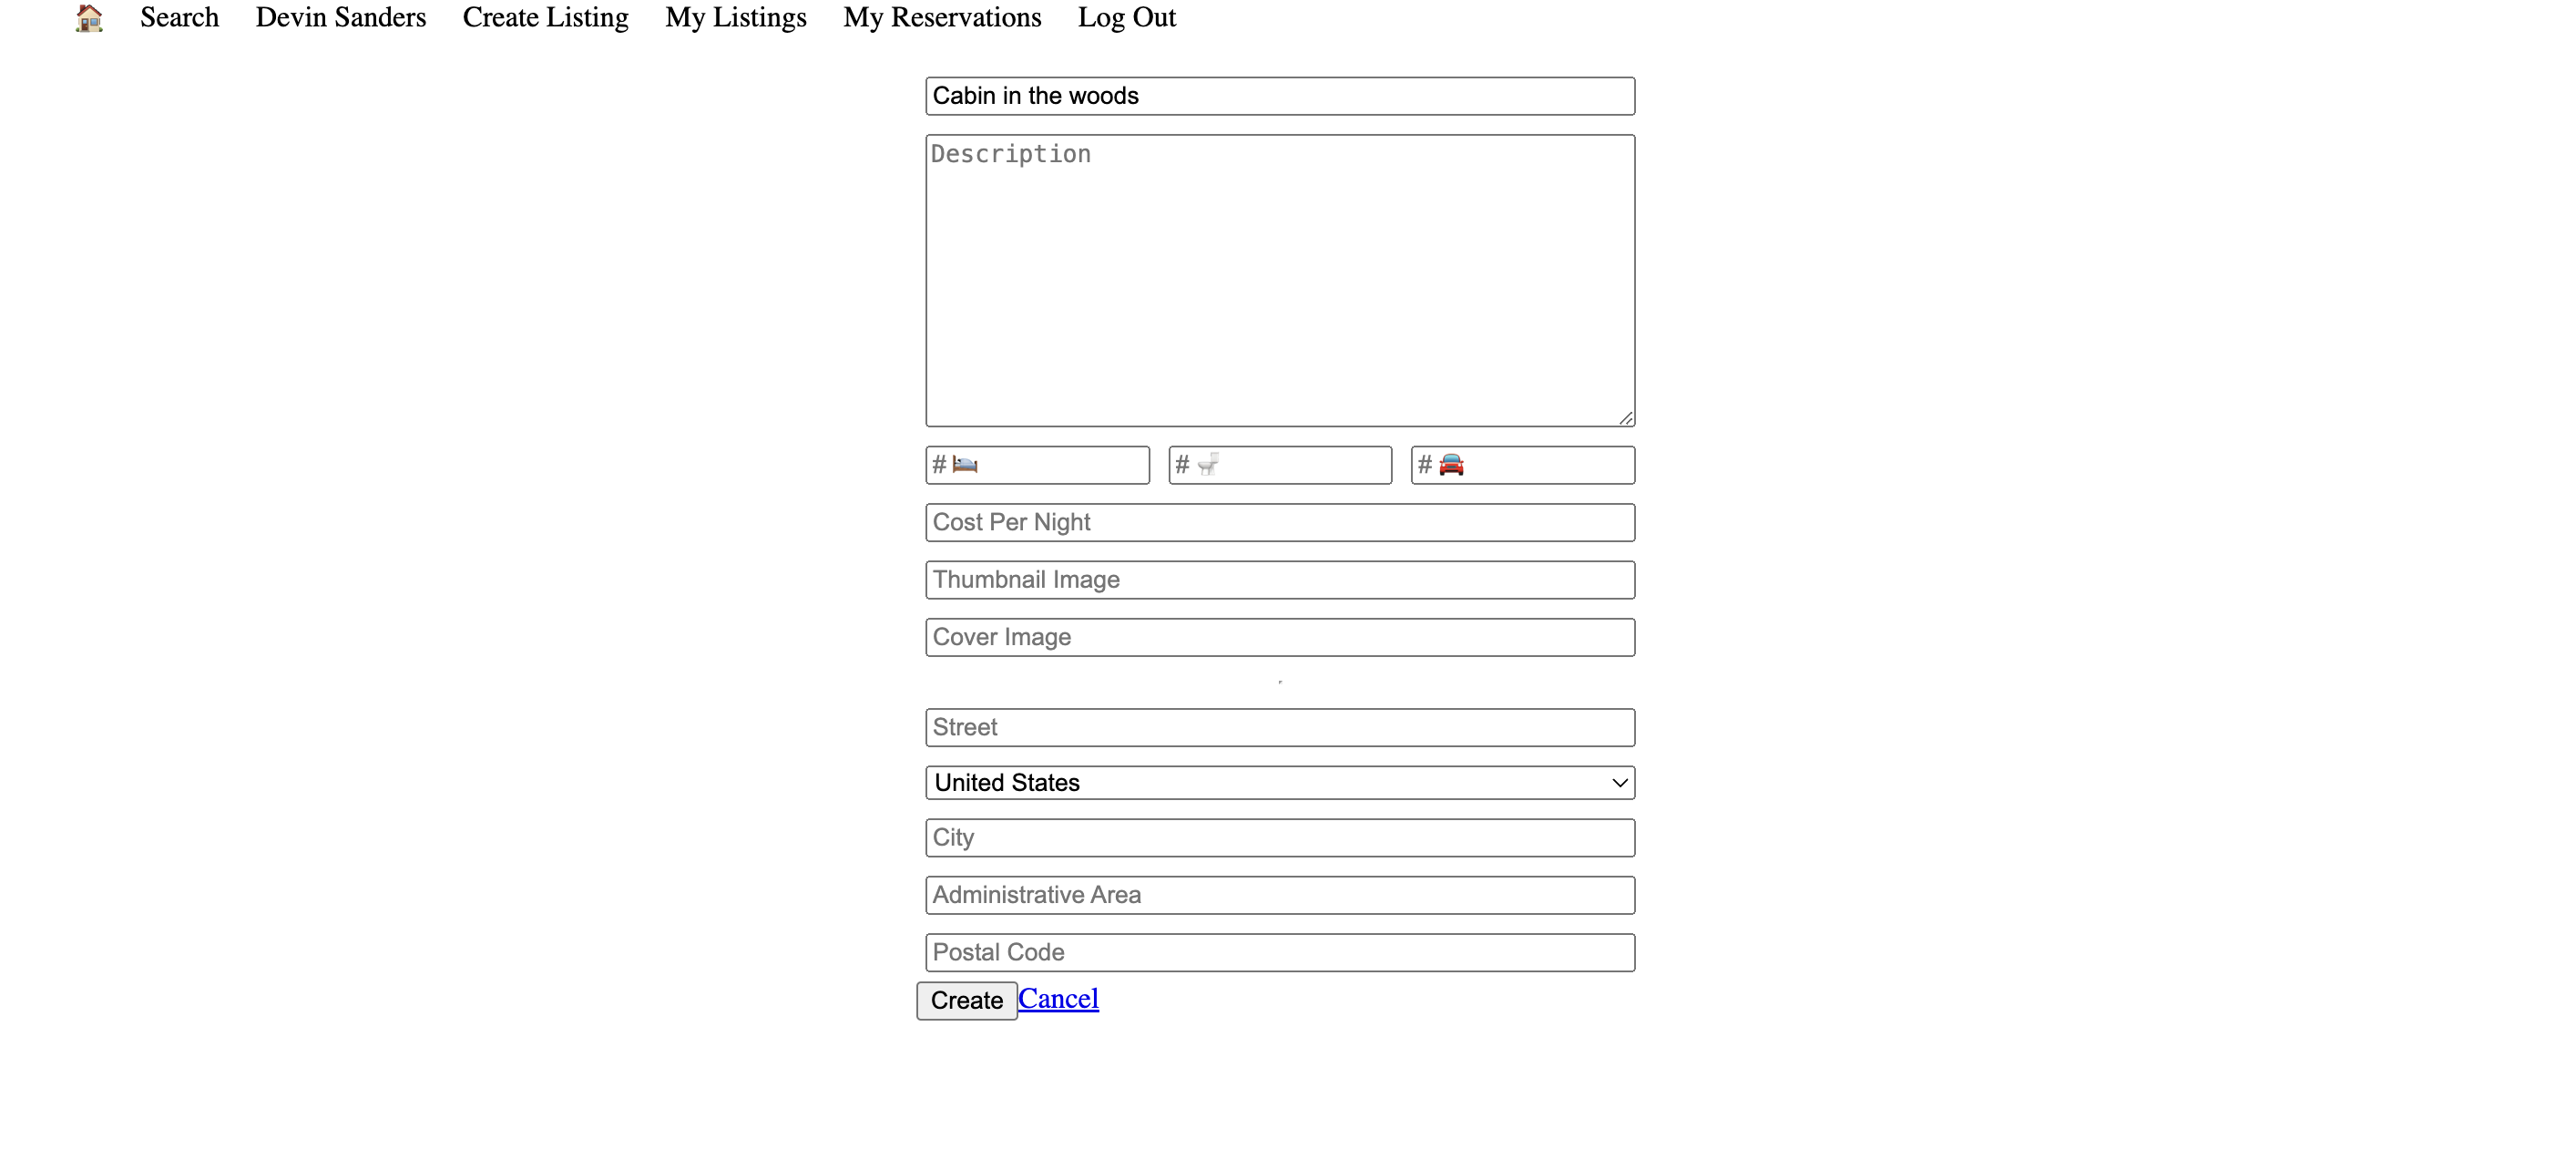 🏠 Search Devin Sanders Create Listing My Listings My Reservations Log Out
Cabin in the woods
Description
# 🛏️ # 🚽 # 🚘
Cost Per Night
Thumbnail Image
Cover Image
Street
United States
City
Administrative Area
Postal Code
Create Cancel